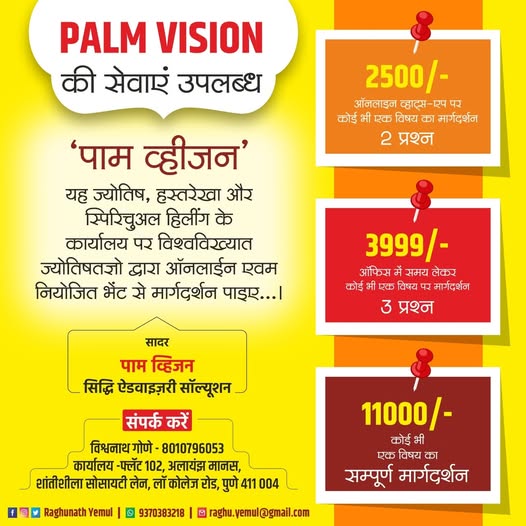 PALM VISION
की सेवाएं उपलब्ध
‘पाम व्हीजन’
यह ज्योतिष, हस्तरेखा और
स्पिरिचुअल हिलींग के
कार्यालय पर विश्वविख्यात
ज्योतिषतज्ञो द्वारा ऑनलाईन एवम
नियोजित भेंट से मार्गदर्शन पाइए...।
सादर
पाम व्हिजन
सिद्धि ऐडवाइज़री सॉल्यूशन
संपर्क करें
विश्वनाथ गोणे - 8010796053
कार्यालय -फ्लॅट 102, अलायंझ मानस,
शांतीशीला सोसायटी लेन, लॉ कॉलेज रोड, पुणे 411 004
Raghunath Yemul | 9370383218 | raghu.yemul@gmail.com
2500/-
ऑनलाइन व्हाट्स-एप पर
कोई भी एक विषय का मार्गदर्शन
2 प्रश्न
3999/-
ऑफिस में समय लेकर
कोई भी एक विषय पर मार्गदर्शन
3 प्रश्न
11000/-
कोई भी
एक विषय का
सम्पूर्ण मार्गदर्शन